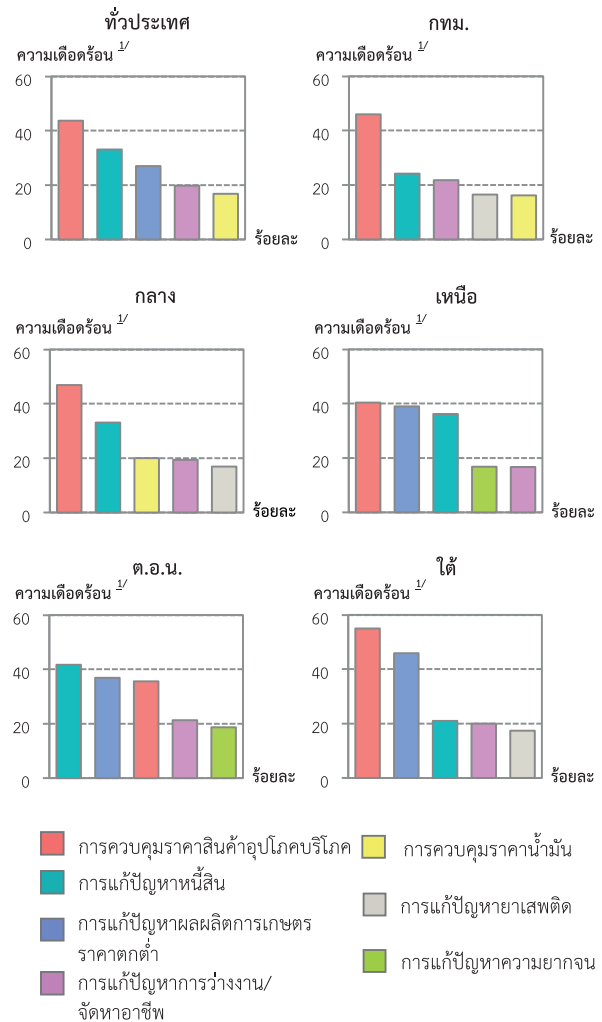 ทั่วประเทศ
ความเดือดร้อน 1/
60
40
20
0
ร้อยละ
กทม.
ความเดือดร้อน 1/
60
40
20
0
ร้อยละ
กลาง
ความเดือดร้อน 1/
60
40
20
0
ร้อยละ
เหนือ
ความเดือดร้อน 1/
60
40
20
0
ร้อยละ
ต.อ.น.
ความเดือดร้อน 1/
60
40
20
0
ร้อยละ
ใต้
ความเดือดร้อน 1/
60
40
20
0
ร้อยละ
การควบคุมราคาสินค้าอุปโภคบริโภค
การแก้ปัญหาหนี้สิน
การแก้ปัญหาผลผลิตการเกษตร
ราคาตกต่ำ
การแก้ปัญหาการว่างงาน/
จัดหาอาชีพ
การควบคุมราคาน้ำมัน
การแก้ปัญหายาเสพติด
การแก้ปัญหาความยากจน